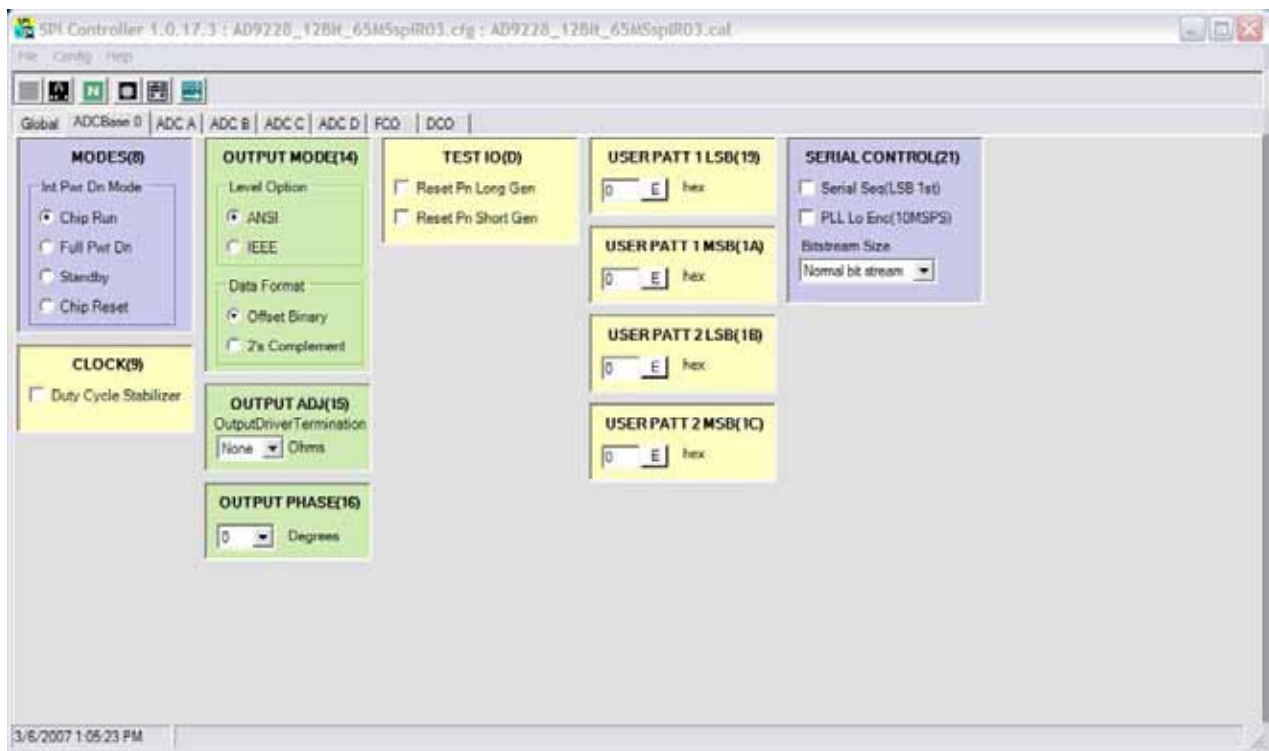 SPI Controller 1.0.17.3 : AD9228_12Bit_65MSspiR03.cfg : AD9228_12Bit_65MSspiR03.cal
File Config Help
Global ADCBase 0 ADC A ADC B ADC C ADC D FCO DCO
MODES(8)
Int Pwr Dn Mode
Chip Run
Full Pwr Dn
Standby
Chip Reset
CLOCK(9)
Duty Cycle Stabilizer
OUTPUT MODE(14)
Level Option
ANSI
IEEE
Data Format
Offset Binary
2's Complement
OUTPUT ADJ(15)
OutputDriverTermination
None Ohms
OUTPUT PHASE(16)
0 Degrees
TEST IO(D)
Reset Pn Long Gen
Reset Pn Short Gen
USER PATT 1 LSB(19)
0 E hex
USER PATT 1 MSB(1A)
0 E hex
USER PATT 2 LSB(1B)
0 E hex
USER PATT 2 MSB(1C)
0 E hex
SERIAL CONTROL(21)
Serial Seq(LSB 1st)
PLL Lo Enc(10MSPS)
Bitstream Size
Normal bit stream
3/6/2007 1:05:23 PM